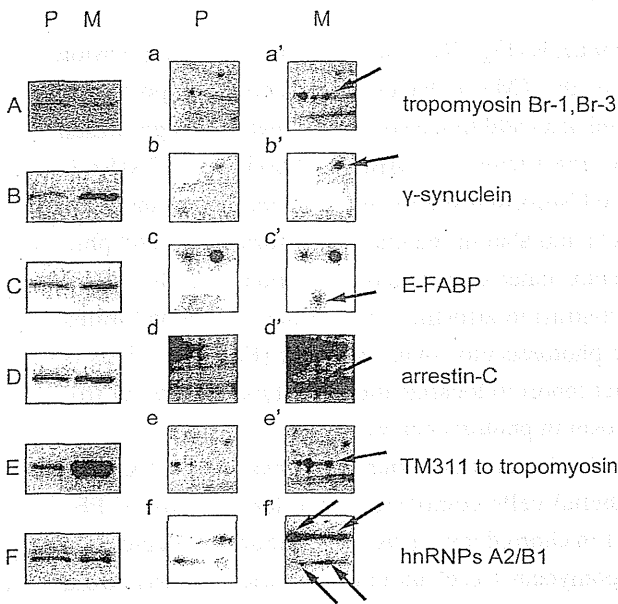 P M P M
a a'
A tropomyosin Br-1,Br-3
b b'
B γ-synuclein
c c'
C E-FABP
d d'
D arrestin-C
e e'
E TM311 to tropomyosin
f f'
F hnRNPs A2/B1